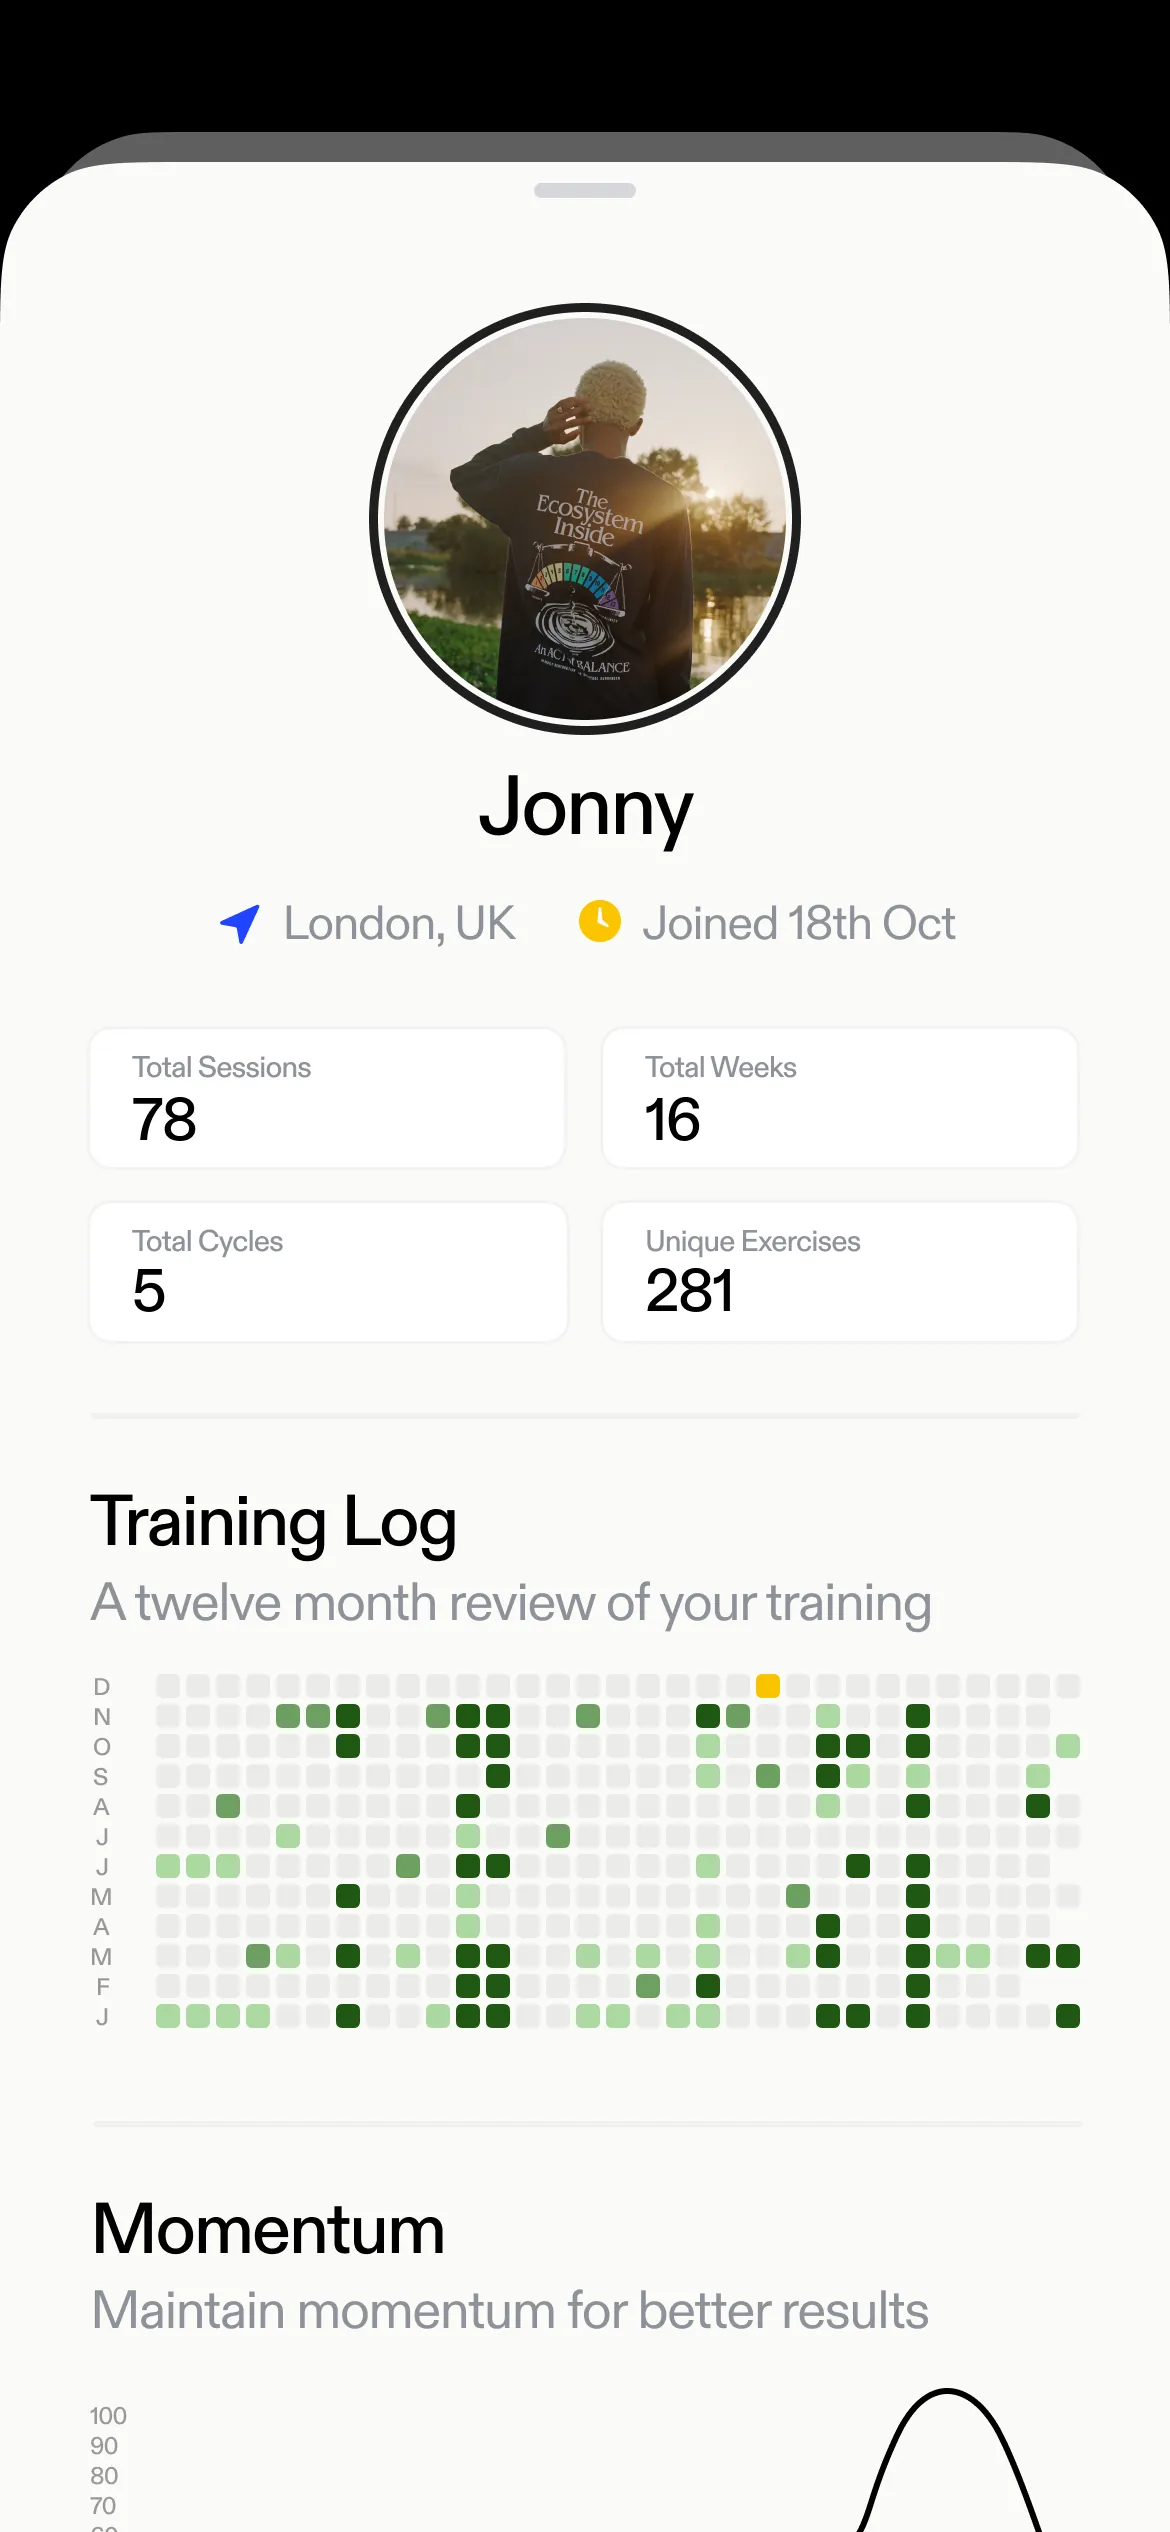 The
Ecosystem
Inside
An ACT BALANCE
Jonny
London, UK
Joined 18th Oct
Total Sessions
78
Total Weeks
16
Total Cycles
5
Unique Exercises
281
Training Log
A twelve month review of your training
D
N
O
S
A
J
J
M
A
M
F
J
Momentum
Maintain momentum for better results
100
90
80
70